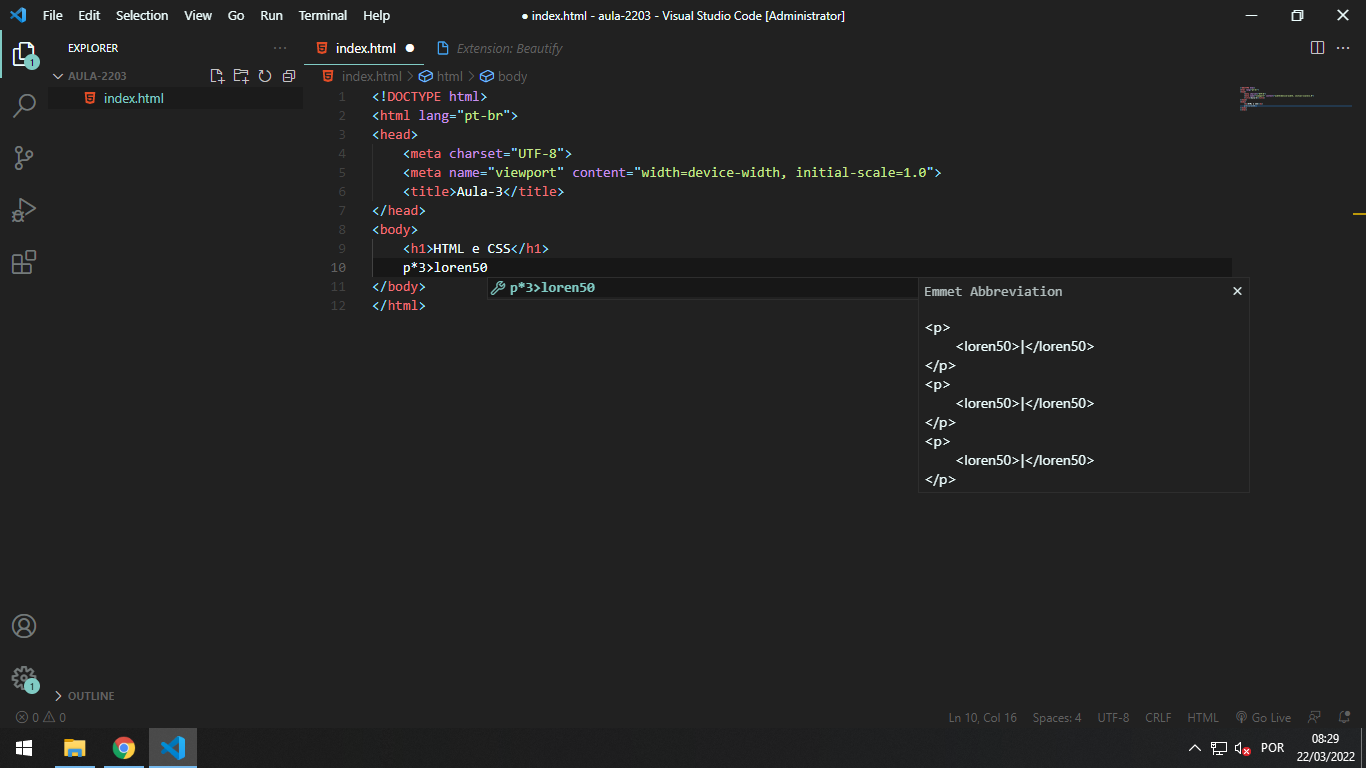 File Edit Selection View Go Run Terminal Help
● index.html - aula-2203 - Visual Studio Code [Administrator]
EXPLORER
index.html
Extension: Beautify
1
AULA-2203
index.html > html > body
index.html
1 <!DOCTYPE html>
2 <html lang="pt-br">
3 <head>
4 <meta charset="UTF-8">
5 <meta name="viewport" content="width=device-width, initial-scale=1.0">
6 <title>Aula-3</title>
7 </head>
8 <body>
9 <h1>HTML e CSS</h1>
10 p*3>loren50
11 </body>
12 </html>
p*3>loren50
Emmet Abbreviation
<p>
<loren50>|</loren50>
</p>
<p>
<loren50>|</loren50>
</p>
<p>
<loren50>|</loren50>
</p>
1
OUTLINE
0 0
Ln 10, Col 16 Spaces: 4 UTF-8 CRLF HTML Go Live
POR
08:29
22/03/2022